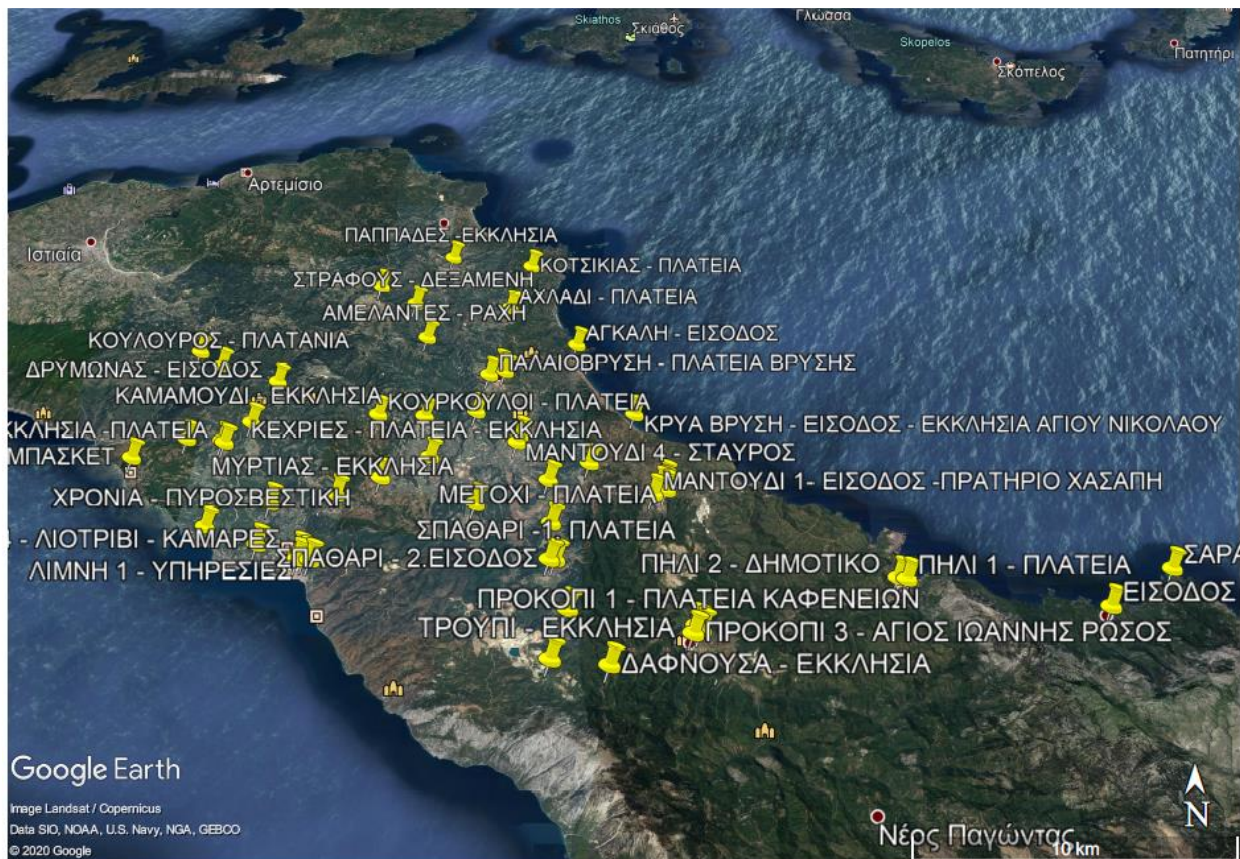 Skiathos
Σκιάθος
Γλώσσα
Skopelos
Σκόπελος
Πατητήρι
Αρτεμίσιο
Ιστιαία
ΠΑΠΠΑΔΕΣ -ΕΚΚΛΗΣΙΑ
ΚΟΤΣΙΚΙΑΣ - ΠΛΑΤΕΙΑ
ΣΤΡΑΦΟΥΣ - ΔΕΞΑΜΕΝΗ
ΑΧΛΑΔΙ - ΠΛΑΤΕΙΑ
ΑΜΕΛΑΝΤΕΣ - ΡΑΧΗ
ΑΓΚΑΛΗ - ΕΙΣΟΔΟΣ
ΚΟΥΛΟΥΡΟΣ - ΠΛΑΤΑΝΙΑ
ΠΑΛΑΙΟΒΡΥΣΗ - ΠΛΑΤΕΙΑ ΒΡΥΣΗΣ
ΔΡΥΜΩΝΑΣ - ΕΙΣΟΔΟΣ
ΚΑΜΑΜΟΥΔΙ - ΕΚΚΛΗΣΙΑ
ΚΟΥΡΚΟΥΛΟΙ - ΠΛΑΤΕΙΑ
ΚΡΥΑ ΒΡΥΣΗ - ΕΙΣΟΔΟΣ - ΕΚΚΛΗΣΙΑ ΑΓΙΟΥ ΝΙΚΟΛΑΟΥ
ΚΚΛΗΣΙΑ -ΠΛΑΤΕΙΑ
ΚΕΧΡΙΕΣ - ΠΛΑΤΕΙΑ - ΕΚΚΛΗΣΙΑ
ΜΠΑΣΚΕΤ
ΜΑΝΤΟΥΔΙ 4 - ΣΤΑΥΡΟΣ
ΜΥΡΤΙΑΣ - ΕΚΚΛΗΣΙΑ
ΜΑΝΤΟΥΔΙ 1- ΕΙΣΟΔΟΣ -ΠΡΑΤΗΡΙΟ ΧΑΣΑΠΗ
ΧΡΟΝΙΑ - ΠΥΡΟΣΒΕΣΤΙΚΗ
ΜΕΤΟΧΙ - ΠΛΑΤΕΙΑ
ΣΠΑΘΑΡΙ -1- ΠΛΑΤΕΙΑ
- ΛΙΟΤΡΙΒΙ - ΚΑΜΑΡΕΣ
ΣΠΑΘΑΡΙ - 2.ΕΙΣΟΔΟΣ
ΛΙΜΝΗ 1 - ΥΠΗΡΕΣΙΕΣ
ΠΗΛΙ 2 - ΔΗΜΟΤΙΚΟ
ΠΗΛΙ 1 - ΠΛΑΤΕΙΑ
ΣΑΡΑ
ΕΙΣΟΔΟΣ
ΠΡΟΚΟΠΙ 1 - ΠΛΑΤΕΙΑ ΚΑΦΕΝΕΙΩΝ
ΤΡΟΥΠΙ - ΕΚΚΛΗΣΙΑ
ΠΡΟΚΟΠΙ 3 - ΑΓΙΟΣ ΙΩΑΝΝΗΣ ΡΩΣΟΣ
ΔΑΦΝΟΥΣΑ - ΕΚΚΛΗΣΙΑ
Google Earth
Image Landsat / Copernicus
Data SIO, NOAA, U.S. Navy, NGA, GEBCO
© 2020 Google
N
Νέρς Παγώντας
10 km